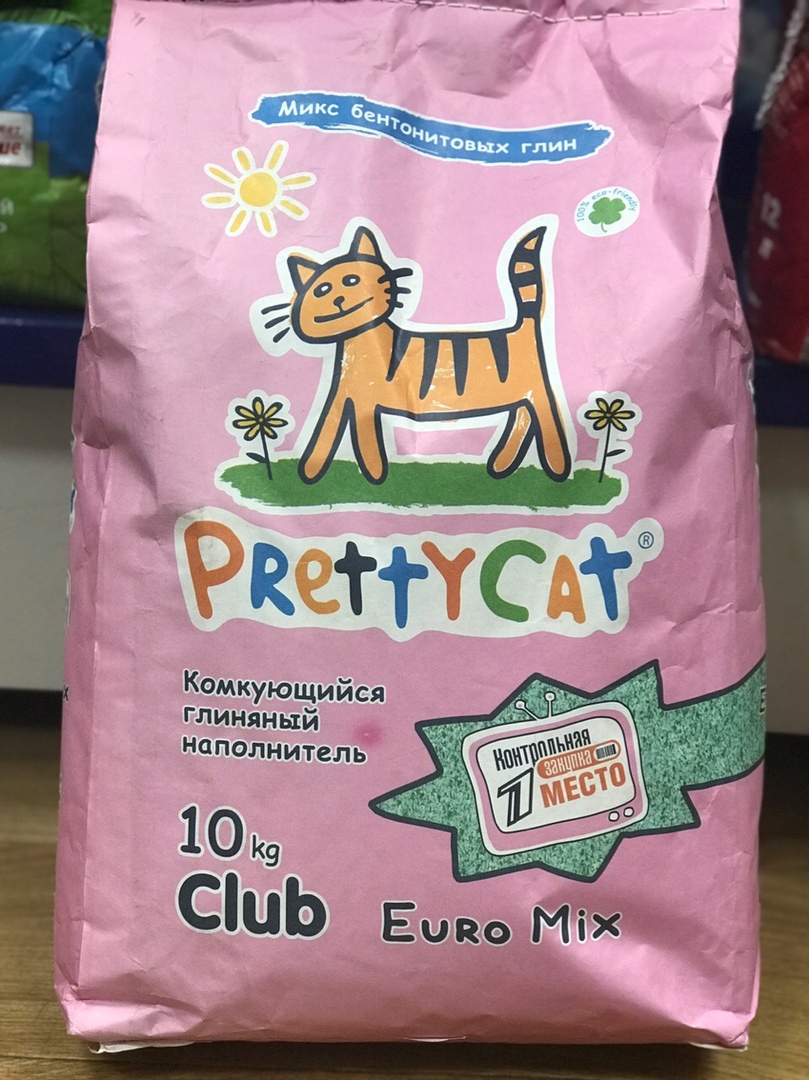 Микс бентонитовых глин
100% eco-friendly
PrettyCat®
Комкующийся
глиняный
наполнитель
Контрольная
закупка
1 МЕСТО
10 kg
Club
Euro Mix
12